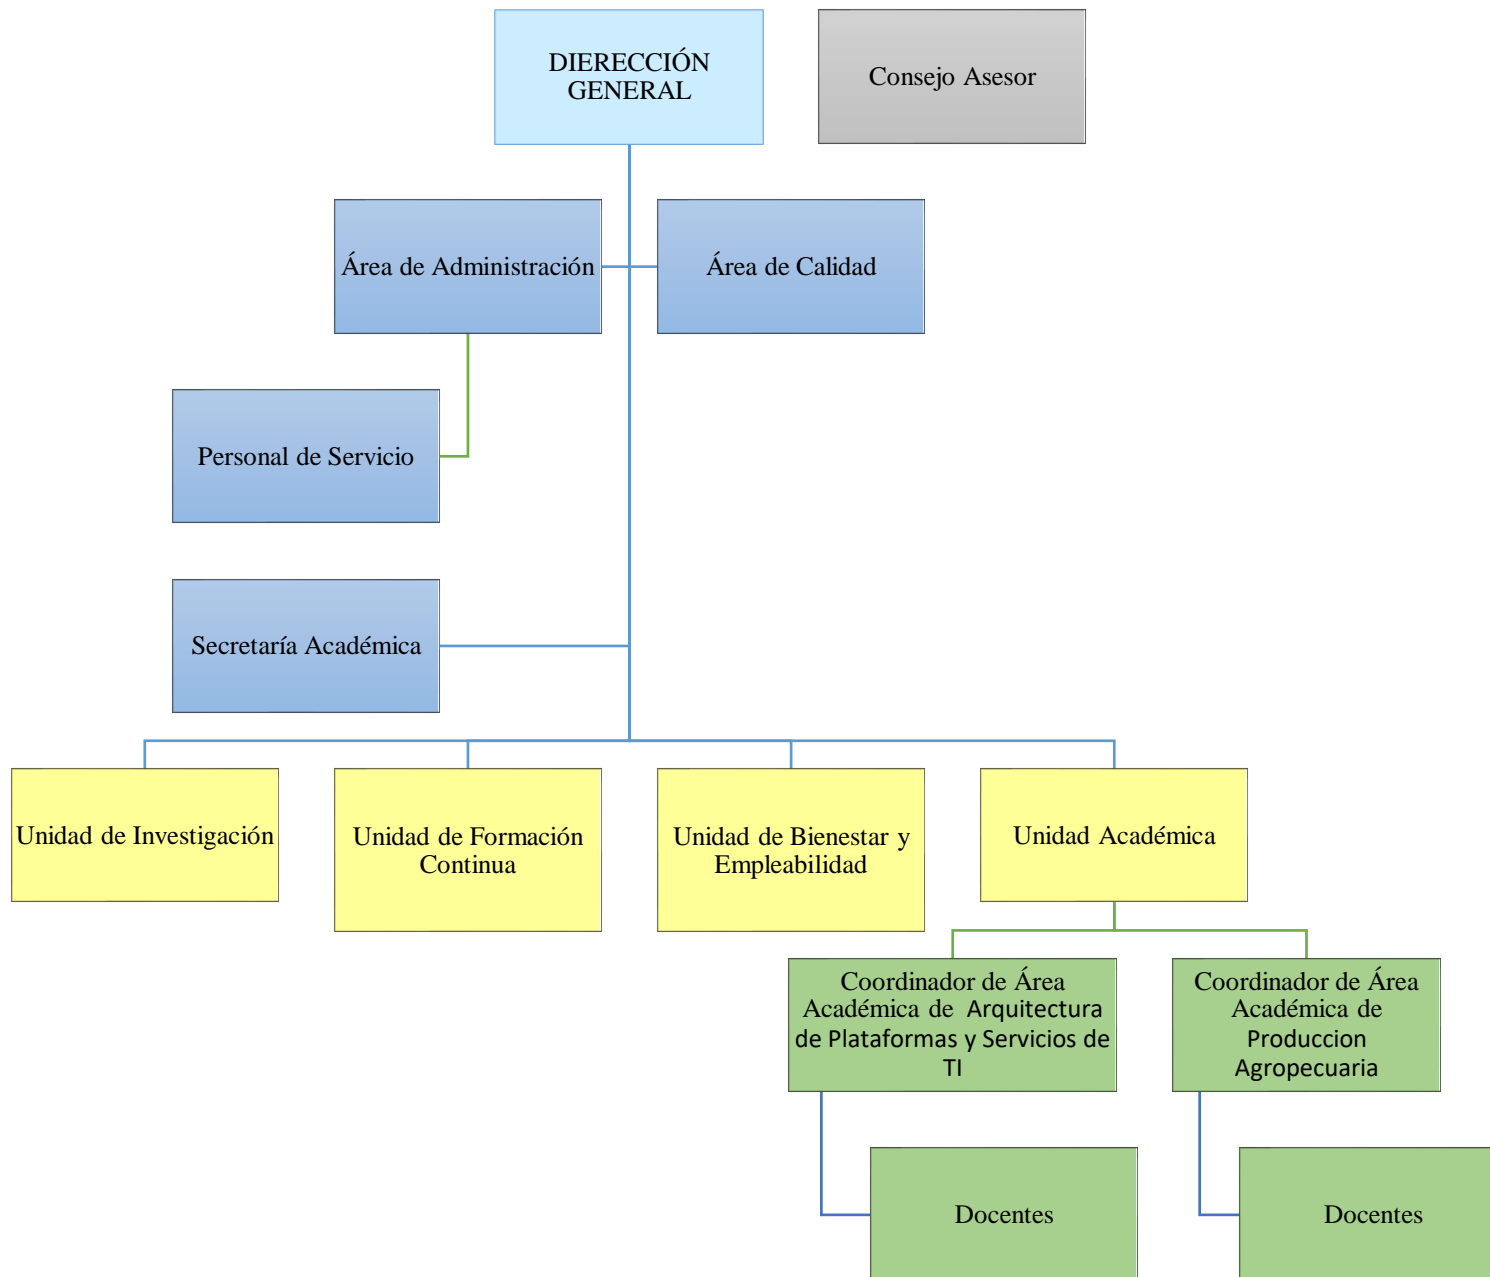 DIERECCIÓN
GENERAL
Consejo Asesor
Área de Administración
Área de Calidad
Personal de Servicio
Secretaría Académica
Unidad de Investigación
Unidad de Formación
Continua
Unidad de Bienestar y
Empleabilidad
Unidad Académica
Coordinador de Área
Académica de Arquitectura
de Plataformas y Servicios de
TI
Coordinador de Área
Académica de
Produccion
Agropecuaria
Docentes
Docentes